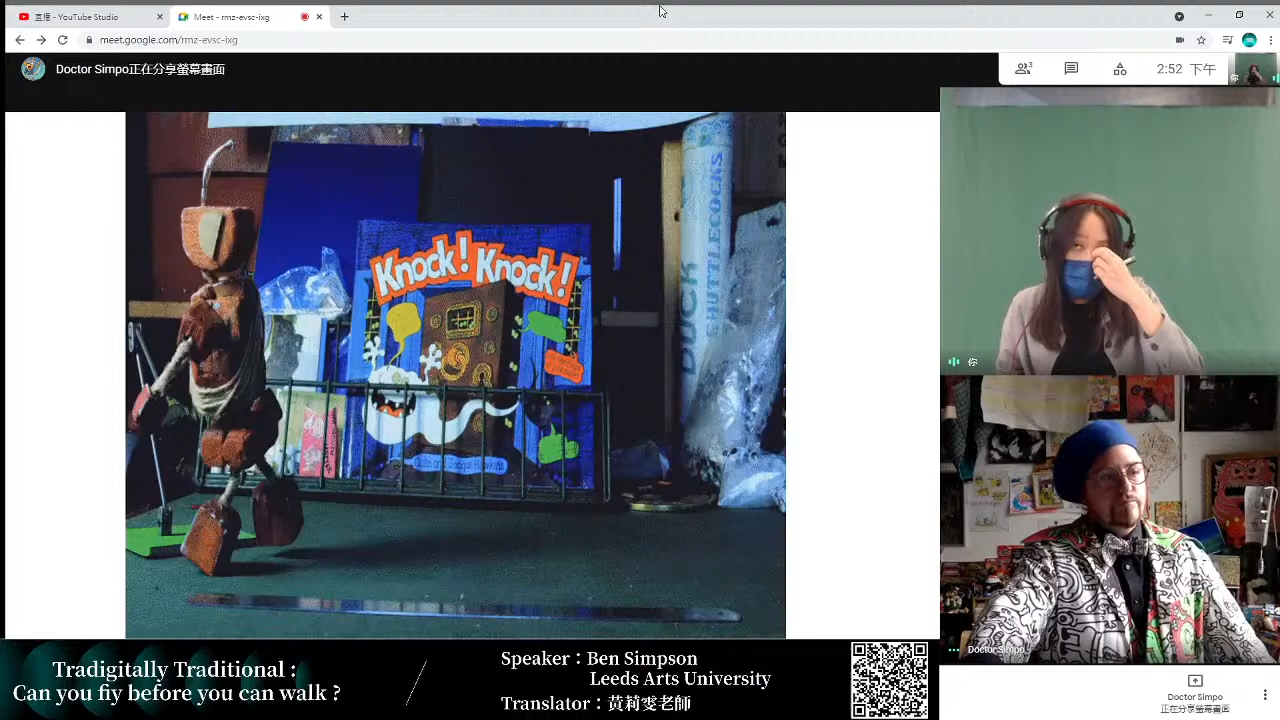 直播 - YouTube Studio
Meet - rmz-evsc-ixg
meet.google.com/rmz-evsc-ixg
Doctor Simpo正在分享螢幕畫面
3
2:52 下午
你
Knock! Knock!
DUCK
SHUTTLECOCKS
你
Doctor Simpo
Doctor Simpo
正在分享螢幕畫面
Tradigitally Traditional :
Can you fiy before you can walk ?
Speaker：Ben Simpson
Leeds Arts University
Translator：黃莉雯老師